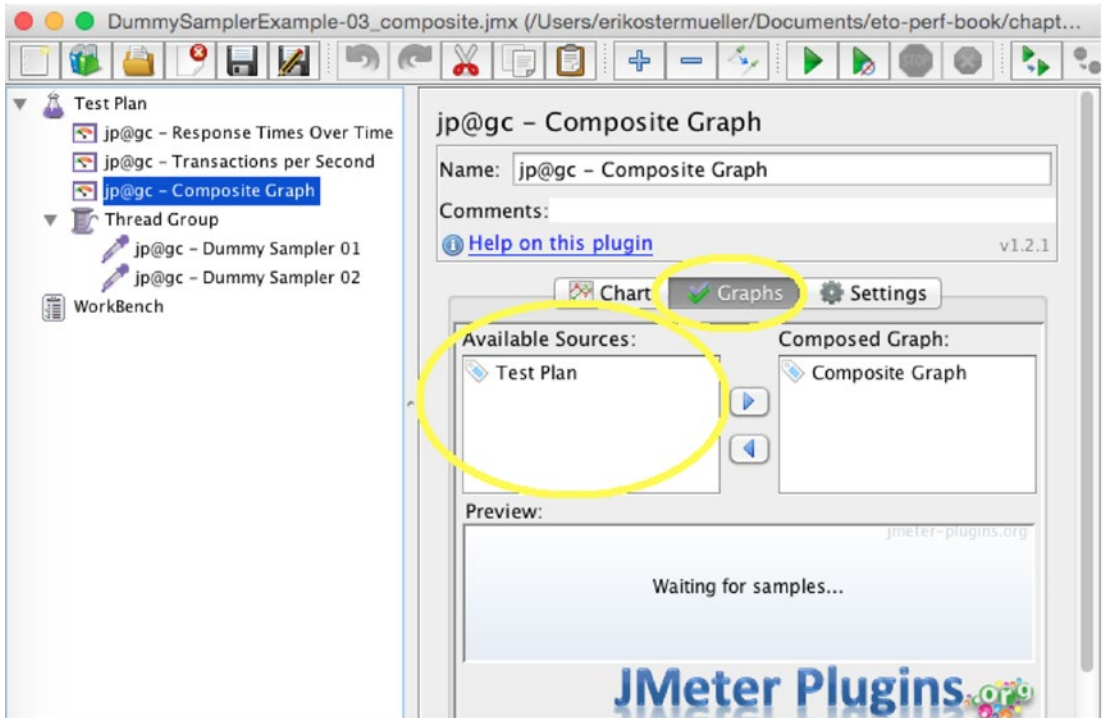 DummySamplerExample-03_composite.jmx (/Users/erikostermueller/Documents/eto-perf-book/chapt...
STOP
Test Plan
jp@gc - Response Times Over Time
jp@gc - Transactions per Second
jp@gc - Composite Graph
Thread Group
jp@gc - Dummy Sampler 01
jp@gc - Dummy Sampler 02
WorkBench
jp@gc - Composite Graph
Name: jp@gc - Composite Graph
Comments:
Help on this plugin v1.2.1
Chart Graphs Settings
Available Sources: Composed Graph:
Test Plan Composite Graph
Preview:
jmeter-plugins.org
Waiting for samples...
JMeter Plugins.org